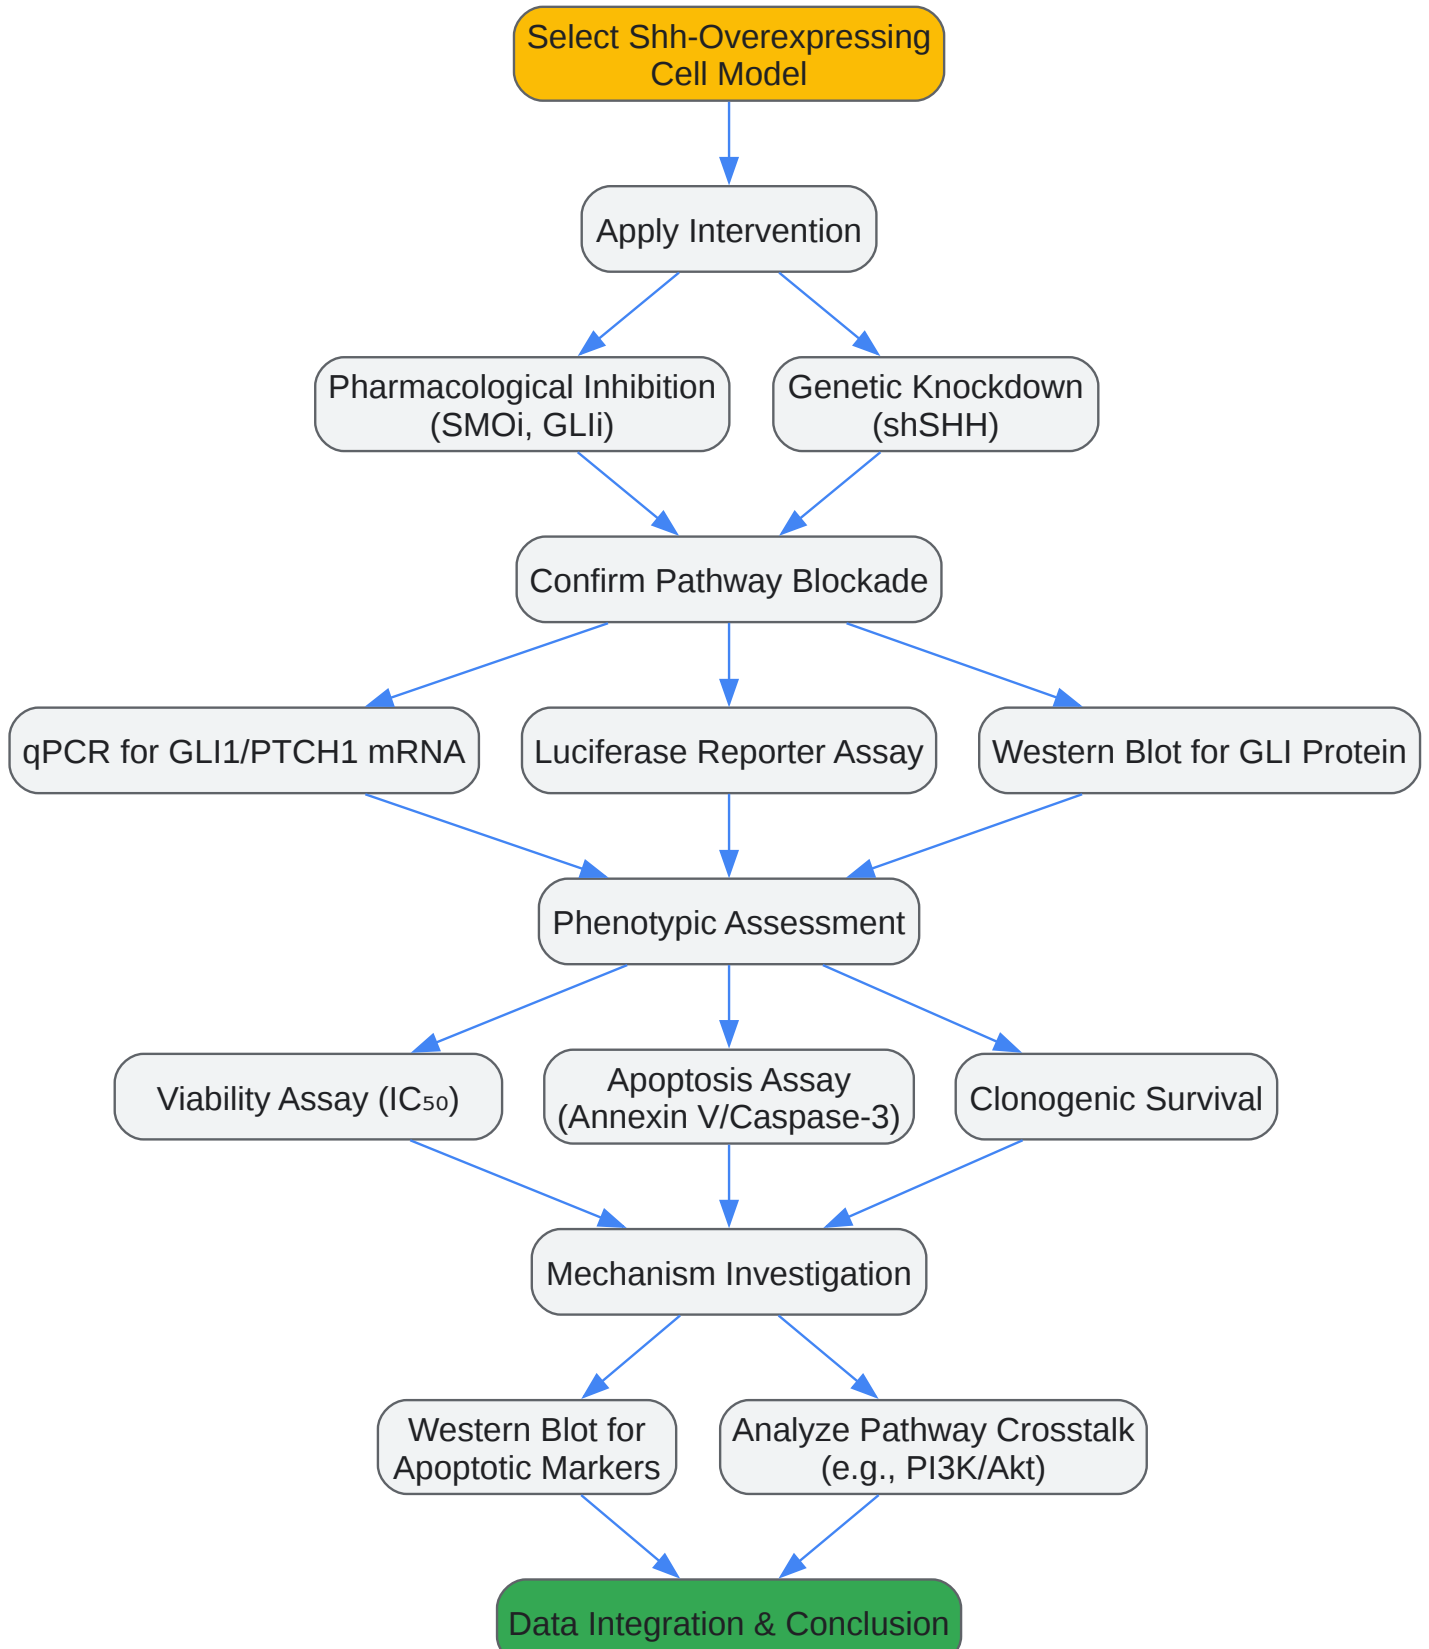 Select Shh-Overexpressing
Cell Model
Apply Intervention
Pharmacological Inhibition
(SMOi, GLIi)
Genetic Knockdown
(shSHH)
Confirm Pathway Blockade
qPCR for GLI1/PTCH1 mRNA
Luciferase Reporter Assay
Western Blot for GLI Protein
Phenotypic Assessment
Viability Assay (IC₅₀)
Apoptosis Assay
(Annexin V/Caspase-3)
Clonogenic Survival
Mechanism Investigation
Western Blot for
Apoptotic Markers
Analyze Pathway Crosstalk
(e.g., PI3K/Akt)
Data Integration & Conclusion